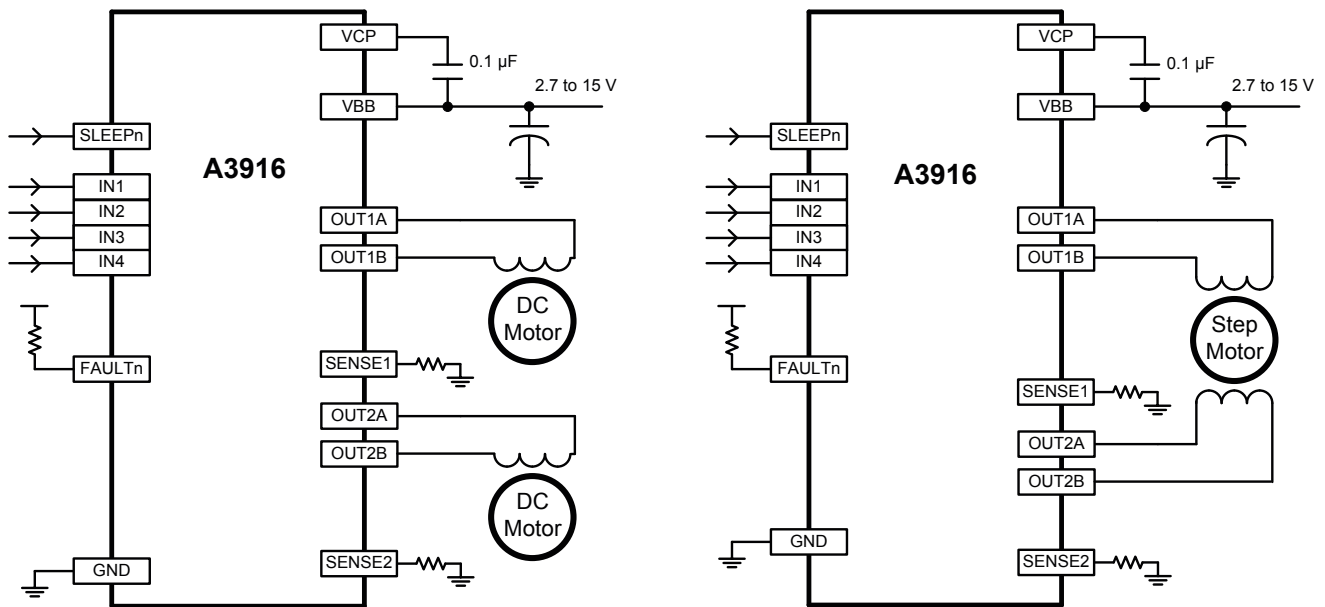 VCP
0.1 µF
2.7 to 15 V
VBB
SLEEPn
A3916
IN1
IN2
IN3
IN4
OUT1A
OUT1B
DC
Motor
FAULTn
SENSE1
OUT2A
OUT2B
DC
Motor
GND
SENSE2
VCP
0.1 µF
2.7 to 15 V
VBB
SLEEPn
A3916
IN1
IN2
IN3
IN4
OUT1A
OUT1B
Step
Motor
FAULTn
SENSE1
OUT2A
OUT2B
GND
SENSE2